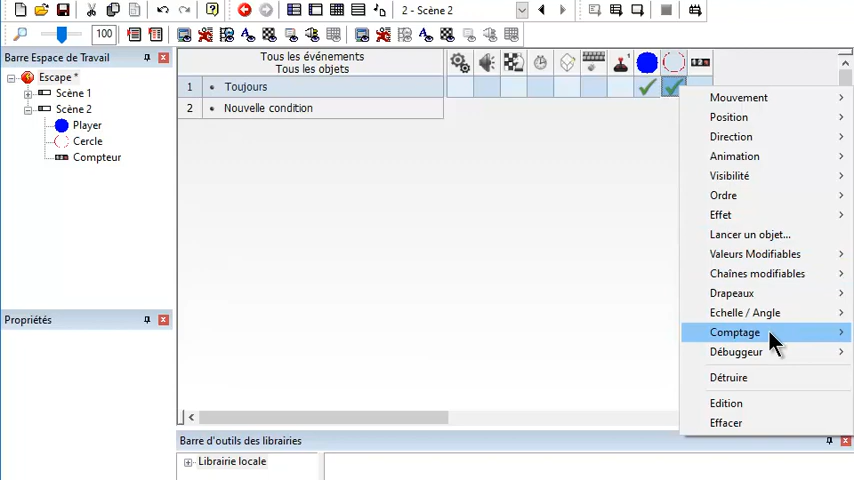 2 - Scène 2
100
Barre Espace de Travail
Escape *
Scène 1
Scène 2
Player
Cercle
Compteur
Propriétés
Tous les événements
Tous les objets
1 • Toujours
2 • Nouvelle condition
Mouvement
Position
Direction
Animation
Visibilité
Ordre
Effet
Lancer un objet...
Valeurs Modifiables
Chaînes modifiables
Drapeaux
Echelle / Angle
Comptage
Débuggeur
Détruire
Edition
Effacer
Barre d'outils des librairies
Librairie locale